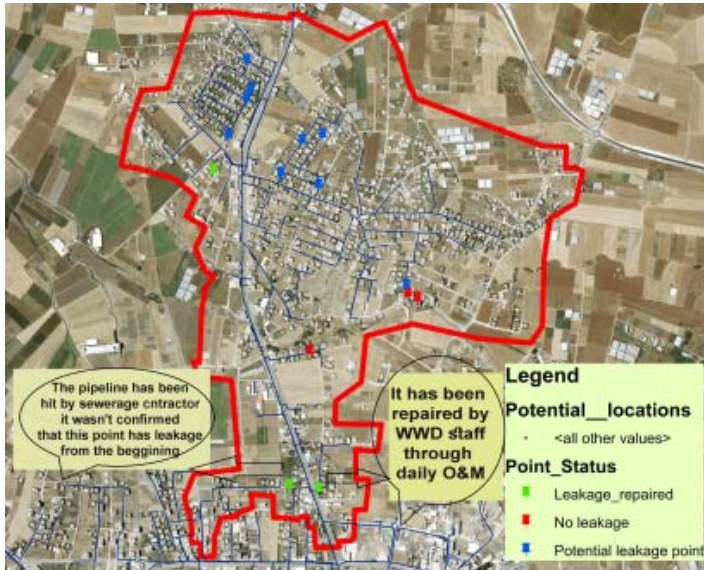 The pipeline has been
hit by sewerage cntractor
it wasn't confirmed
that this point has leakage
from the beggining
It has been
repaired by
WWD staff
through
daily O&M
Legend
Potential__locations
<all other values>
Point_Status
Leakage_repaired
No leakage
Potential leakage point